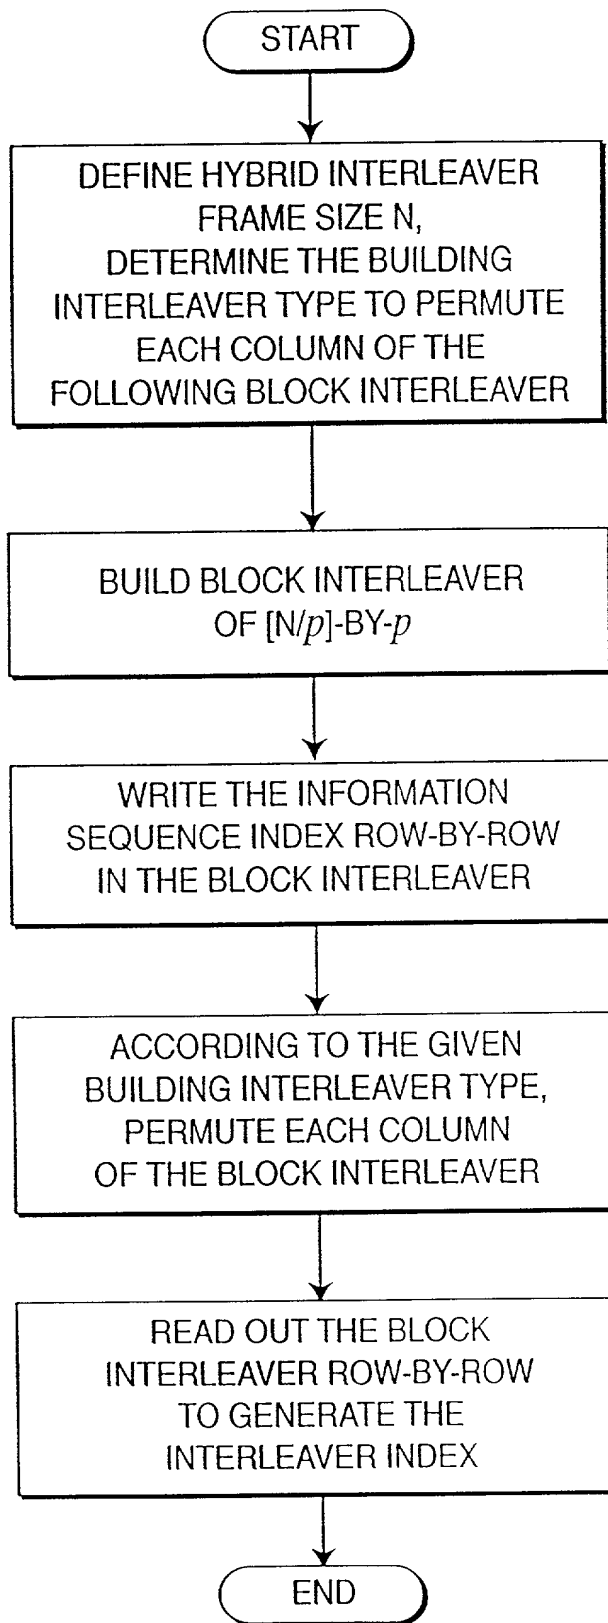 START
DEFINE HYBRID INTERLEAVER
FRAME SIZE N,
DETERMINE THE BUILDING
INTERLEAVER TYPE TO PERMUTE
EACH COLUMN OF THE
FOLLOWING BLOCK INTERLEAVER
BUILD BLOCK INTERLEAVER
OF [N/p]-BY-p
WRITE THE INFORMATION
SEQUENCE INDEX ROW-BY-ROW
IN THE BLOCK INTERLEAVER
ACCORDING TO THE GIVEN
BUILDING INTERLEAVER TYPE,
PERMUTE EACH COLUMN
OF THE BLOCK INTERLEAVER
READ OUT THE BLOCK
INTERLEAVER ROW-BY-ROW
TO GENERATE THE
INTERLEAVER INDEX
END